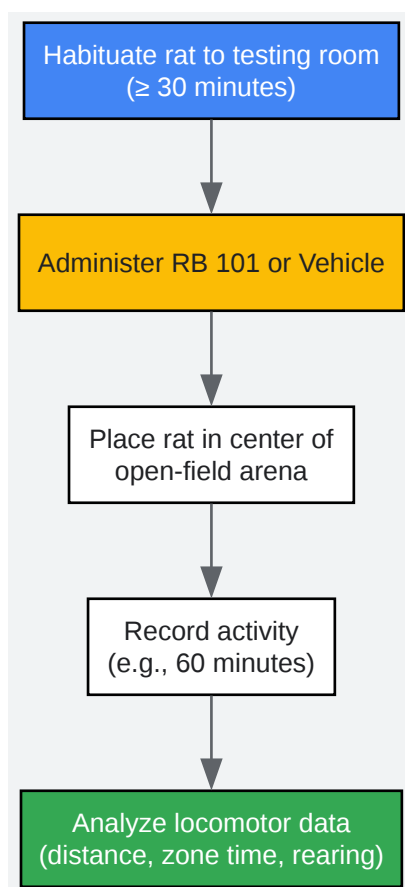 Habituate rat to testing room
(≥ 30 minutes)
Administer RB 101 or Vehicle
Place rat in center of
open-field arena
Record activity
(e.g., 60 minutes)
Analyze locomotor data
(distance, zone time, rearing)